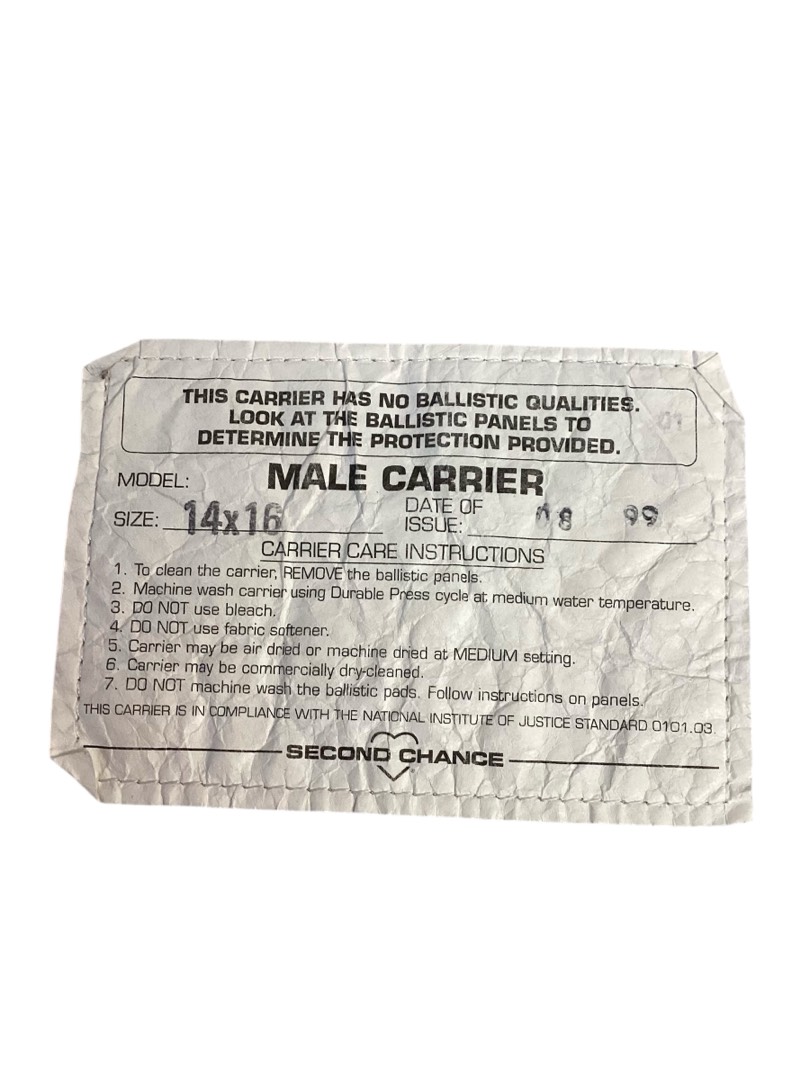 THIS CARRIER HAS NO BALLISTIC QUALITIES.
LOOK AT THE BALLISTIC PANELS TO
DETERMINE THE PROTECTION PROVIDED.
01
MODEL: MALE CARRIER
SIZE: 14x16 DATE OF
ISSUE: 08 99
CARRIER CARE INSTRUCTIONS
1. To clean the carrier, REMOVE the ballistic panels.
2. Machine wash carrier using Durable Press cycle at medium water temperature.
3. DO NOT use bleach.
4. DO NOT use fabric softener.
5. Carrier may be air dried or machine dried at MEDIUM setting.
6. Carrier may be commercially dry-cleaned.
7. DO NOT machine wash the ballistic pads. Follow instructions on panels.
THIS CARRIER IS IN COMPLIANCE WITH THE NATIONAL INSTITUTE OF JUSTICE STANDARD 0101.03.
SECOND CHANCE